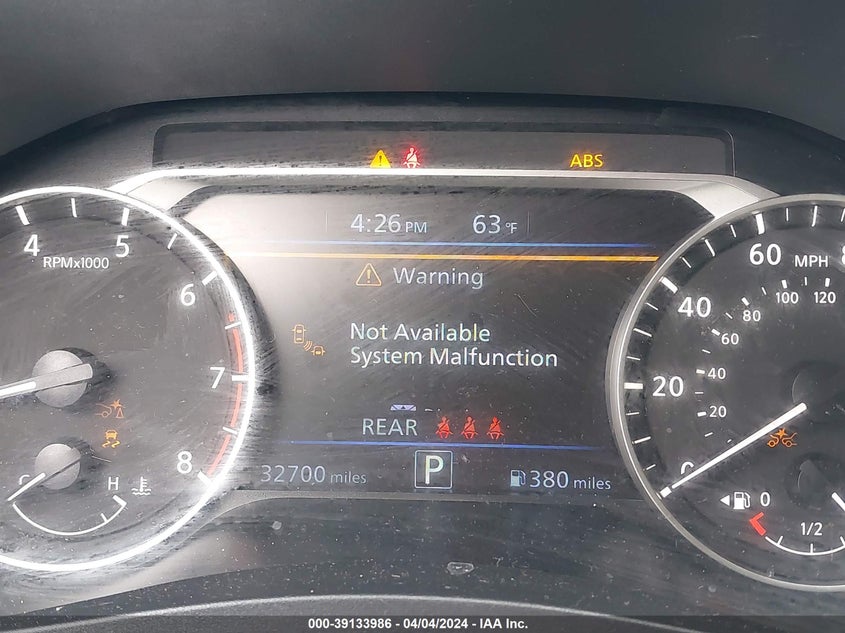 ABS
4:26 PM 63 °F
Warning
Not Available
System Malfunction
REAR
32700 miles
P
380 miles
4
5
6
7
8
RPMx1000
H
0
20
40
60
MPH
20
40
60
80
100
120
0
1/2
000-39133986 - 04/04/2024 - IAA Inc.